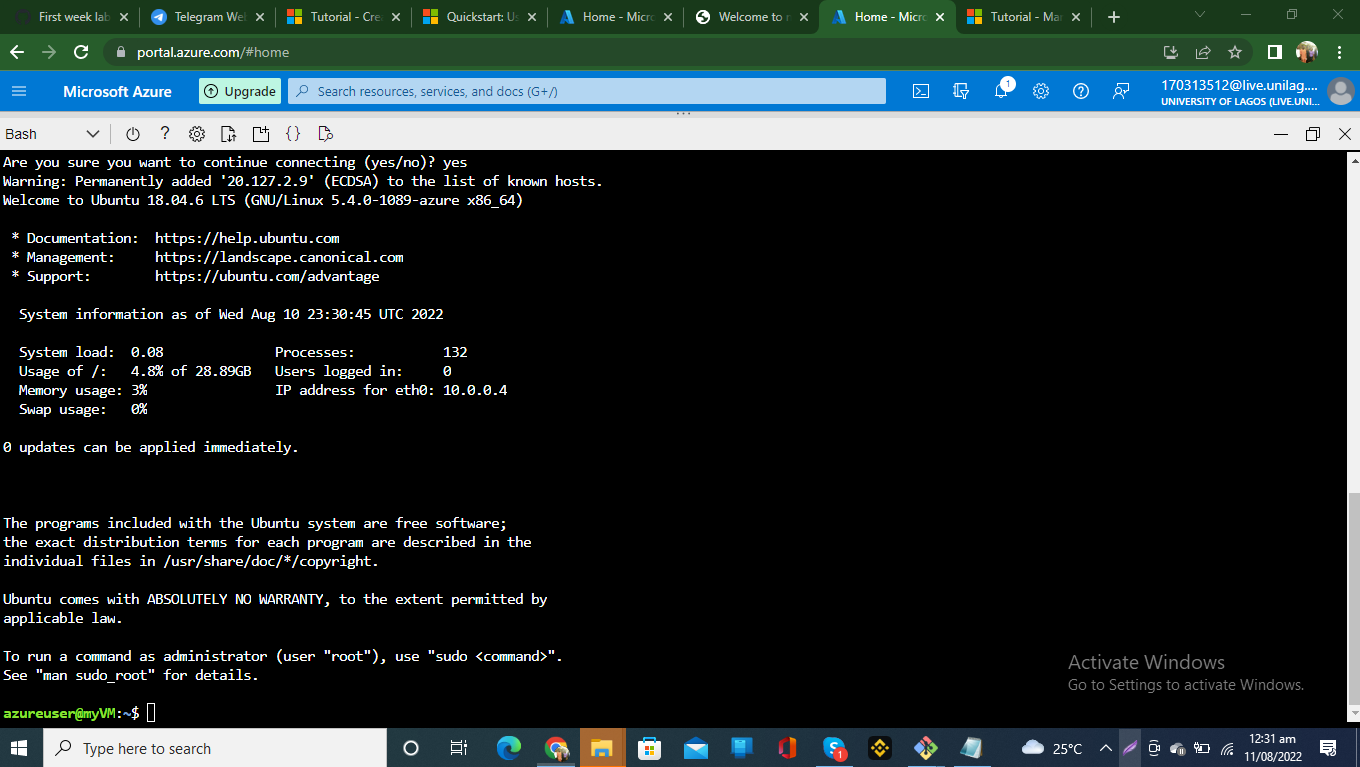 First week lab
Telegram We
Tutorial - Cre
Quickstart: U
Home - Micro
Welcome to n
Home - Micro
Tutorial - Ma
portal.azure.com/#home
Microsoft Azure
Upgrade
Search resources, services, and docs (G+/)
1
170313512@live.unilag....
UNIVERSITY OF LAGOS (LIVE.UNI...
Bash
Are you sure you want to continue connecting (yes/no)? yes
Warning: Permanently added '20.127.2.9' (ECDSA) to the list of known hosts.
Welcome to Ubuntu 18.04.6 LTS (GNU/Linux 5.4.0-1089-azure x86_64)
* Documentation:  https://help.ubuntu.com
* Management:     https://landscape.canonical.com
* Support:        https://ubuntu.com/advantage
System information as of Wed Aug 10 23:30:45 UTC 2022
System load:  0.08              Processes:           132
Usage of /:   4.8% of 28.89GB   Users logged in:     0
Memory usage: 3%                IP address for eth0: 10.0.0.4
Swap usage:   0%
0 updates can be applied immediately.
The programs included with the Ubuntu system are free software;
the exact distribution terms for each program are described in the
individual files in /usr/share/doc/*/copyright.
Ubuntu comes with ABSOLUTELY NO WARRANTY, to the extent permitted by
applicable law.
To run a command as administrator (user "root"), use "sudo <command>".
See "man sudo_root" for details.
azureuser@myVM:~$
Activate Windows
Go to Settings to activate Windows.
Type here to search
1
25°C
12:31 am
11/08/2022